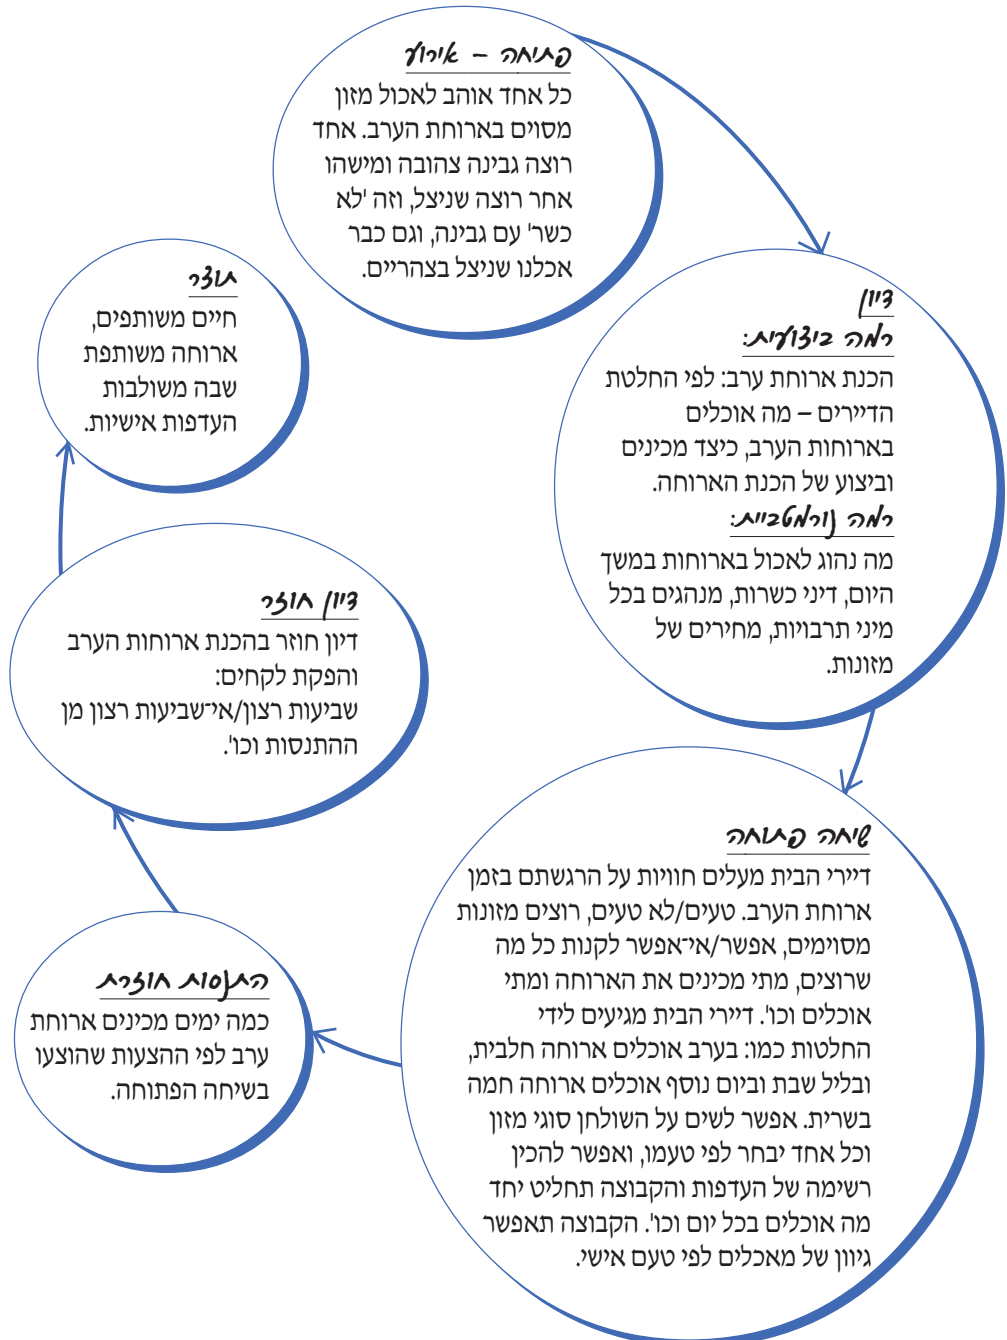 פתיחה – אירוע
כל אחד אוהב לאכול מזון
מסוים בארוחת הערב. אחד
רוצה גבינה צהובה ומישהו
אחר רוצה שניצל, וזה 'לא
כשר' עם גבינה, וגם כבר
אכלנו שניצל בצהריים.
דיון
רמה ביצועית:
הכנת ארוחת ערב: לפי החלטת
הדיירים – מה אוכלים
בארוחות הערב, כיצד מכינים
וביצוע של הכנת הארוחה.
רמה נורמטבית:
מה נהוג לאכול בארוחות במשך
היום, דיני כשרות, מנהגים בכל
מיני תרבויות, מחירים של
מזונות.
שיחה פתוחה
דיירי הבית מעלים חוויות על הרגשתם בזמן
ארוחת הערב. טעים/לא טעים, רוצים מזונות
מסוימים, אפשר/אי־אפשר לקנות כל מה
שרוצים, מתי מכינים את הארוחה ומתי
אוכלים וכו'. דיירי הבית מגיעים לידי
החלטות כמו: בערב אוכלים ארוחה חלבית,
ובליל שבת וביום נוסף אוכלים ארוחה חמה
בשרית. אפשר לשים על השולחן סוגי מזון
וכל אחד יבחר לפי טעמו, ואפשר להכין
רשימה של העדפות והקבוצה תחליט יחד
מה אוכלים בכל יום וכו'. הקבוצה תאפשר
גיוון של מאכלים לפי טעם אישי.
התנסות חוזרת
כמה ימים מכינים ארוחת
ערב לפי ההצעות שהוצעו
בשיחה הפתוחה.
דיון חוזר
דיון חוזר בהכנת ארוחות הערב
והפקת לקחים:
שביעות רצון/אי־שביעות רצון מן
ההתנסות וכו'.
תוצר
חיים משותפים,
ארוחה משותפת
שבה משולבות
העדפות אישיות.